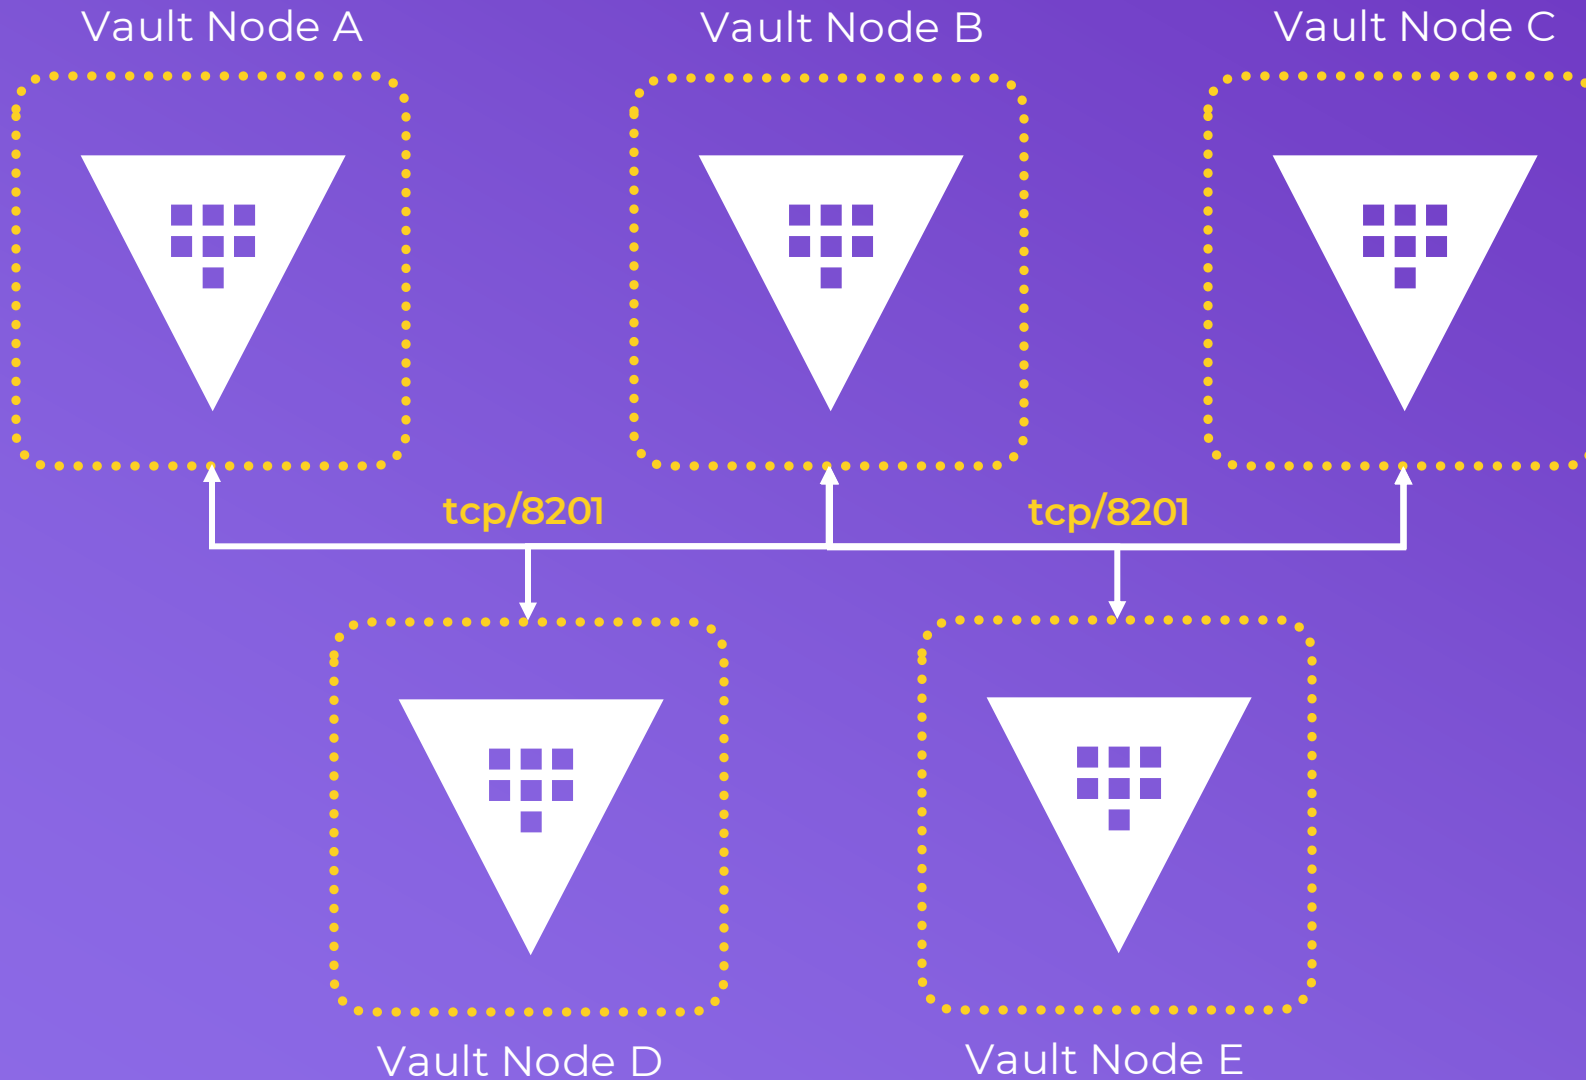 Vault Node A
Vault Node B
Vault Node C
tcp/8201
tcp/8201
Vault Node D
Vault Node E